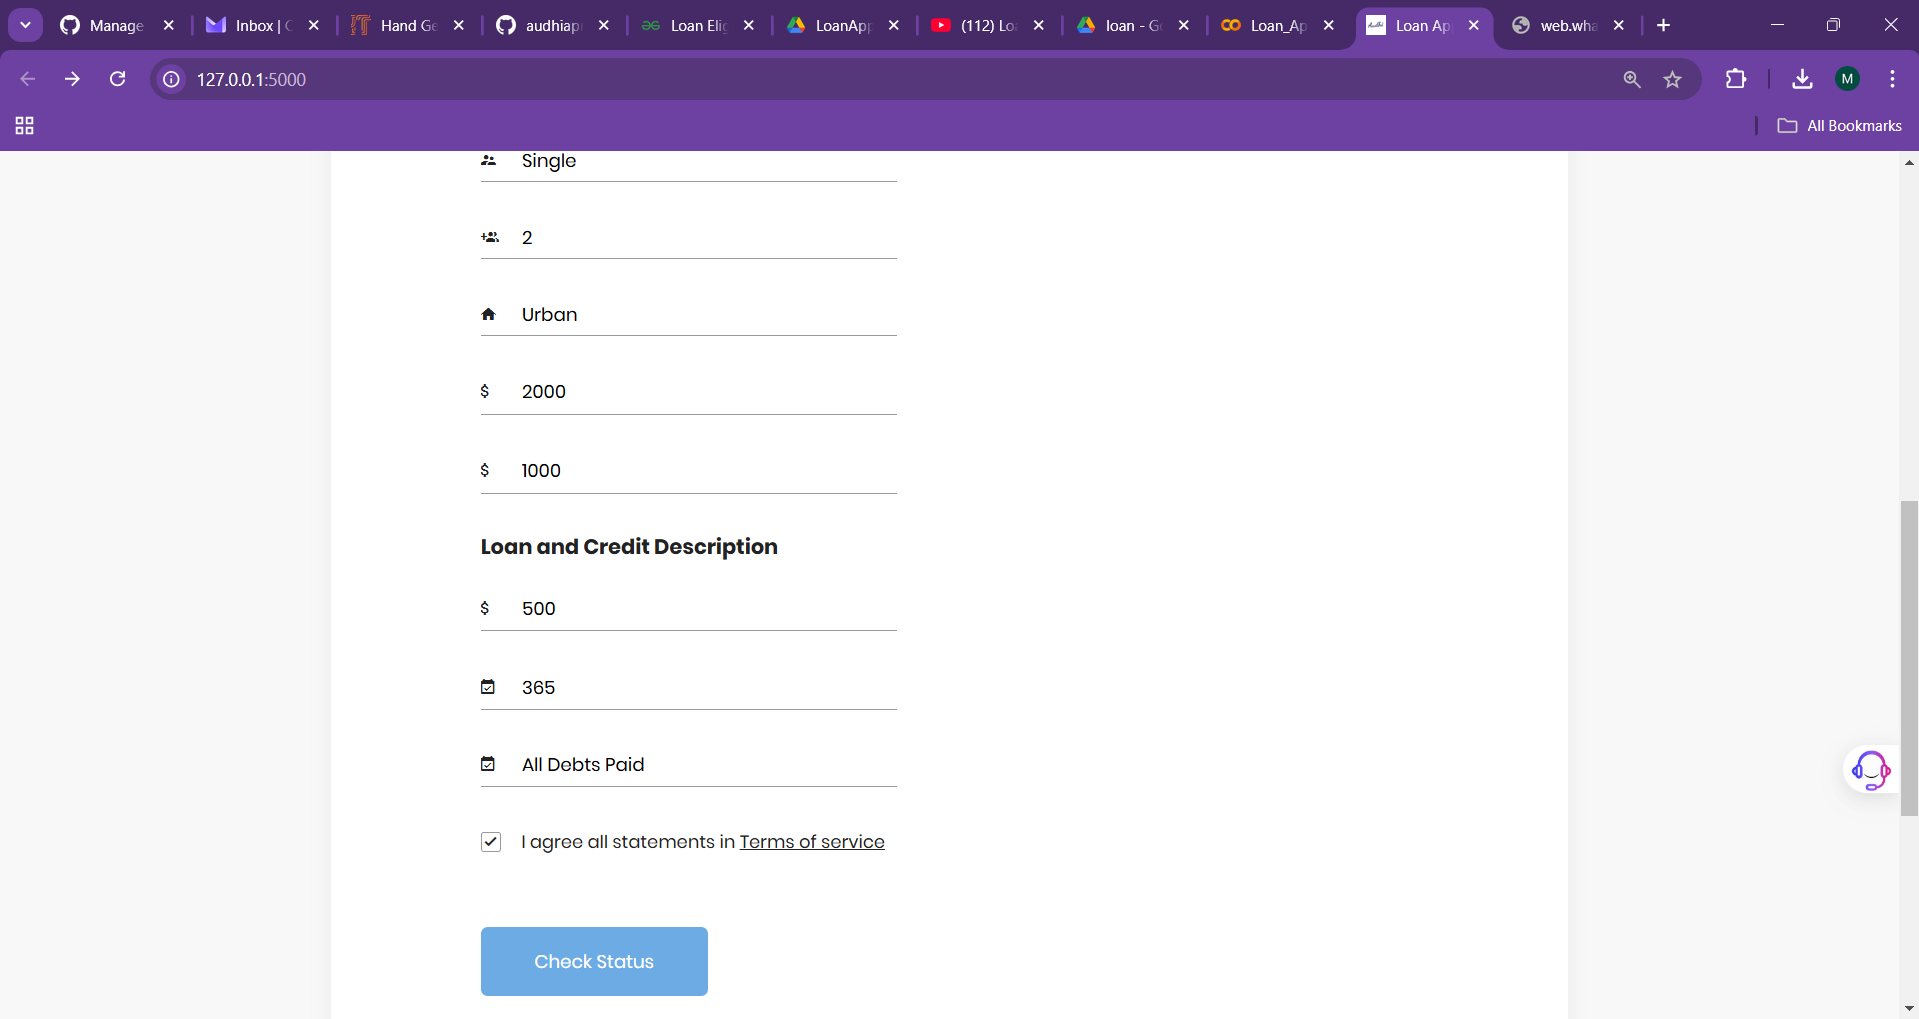 Manage
Inbox | C
Hand Ge
audhiap
Loan Elig
LoanApp
(112) Loa
loan - Go
Loan_Ap
Loan Ap
web.wha
127.0.0.1:5000
M
All Bookmarks
Single
2
Urban
$ 2000
$ 1000
Loan and Credit Description
$ 500
365
All Debts Paid
I agree all statements in Terms of service
Check Status